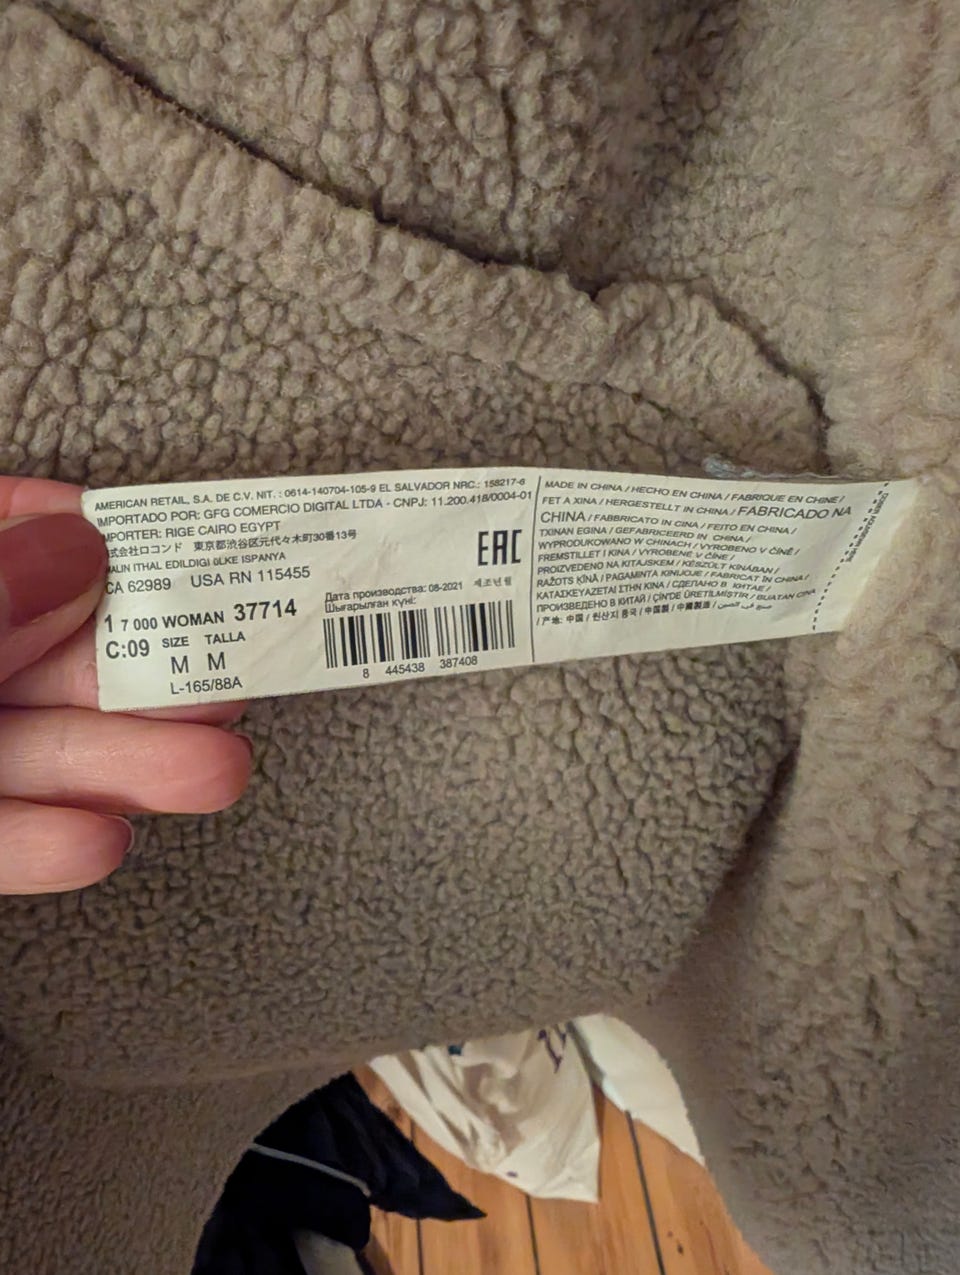 AMERICAN RETAIL, S.A. DE C.V. NIT. : 0614-140704-105-9 EL SALVADOR NRC.: 158217-6
IMPORTADO POR: GFG COMERCIO DIGITAL LTDA - CNPJ: 11.200.418/0004-01
IMPORTER: RIGE CAIRO EGYPT
式会社ロコンド 東京都渋谷区元代々木町30番13号
MALIN ITHAL EDILDIGI ÜLKE ISPANYA
CA 62989 USA RN 115455
EAC
1 7 000 WOMAN 37714
Дата производства: 08-2021 제조년월
Шығарылған күні:
C:09 SIZE TALLA
M M
L-165/88A
8 445438 387408
MADE IN CHINA / HECHO EN CHINA / FABRIQUE EN CHINE /
FET A XINA / HERGESTELLT IN CHINA / FABRICADO NA
CHINA / FABBRICATO IN CINA / FEITO EN CHINA /
TXINAN EGINA / GEFABRICEERD IN CHINA /
WYPRODUKOWANO W CHINACH / VYROBENO V ČÍNĚ /
FREMSTILLET I KINA / VYROBENE V ČÍNE /
PROIZVEDENO NA KITAJSKEM / KÉSZÜLT KÍNÁBAN /
RAŽOTS ĶĪNĀ / PAGAMINTA KINIJOJE / FABRICAT ÎN CHINA /
ΚΑΤΑΣΚΕΥΑΖΕΤΑΙ ΣΤΗΝ ΚΙΝΑ / СДЕЛАНО В КИТАЕ /
ПРОИЗВЕДЕНО В КИТАЙ / ÇİN'DE ÜRETİLMİŞTİR / BUATAN CINA
/ 产地: 中国 / 원산지 중국 / 中国製 / 中國製造 / صنع في الصين